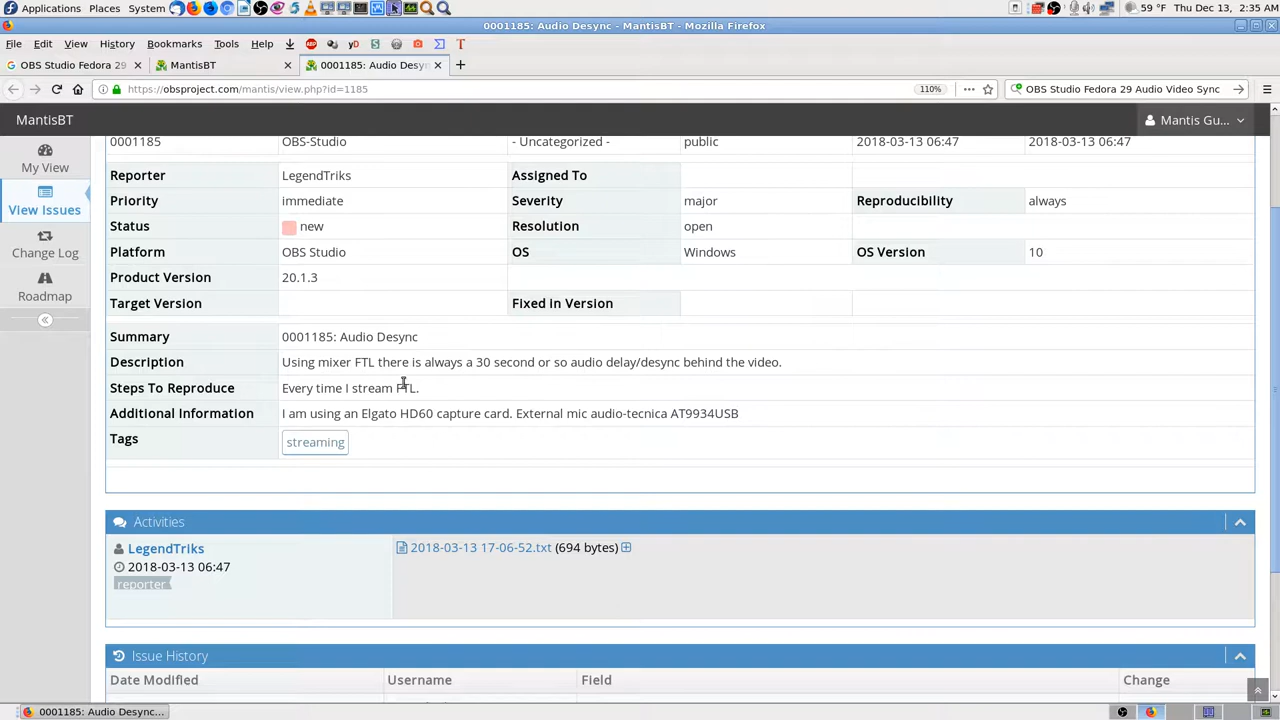 Applications Places System 59 °F Thu Dec 13, 2:35 AM
0001185: Audio Desync - MantisBT - Mozilla Firefox
File Edit View History Bookmarks Tools Help ABP yD S T
OBS Studio Fedora 29 MantisBT 0001185: Audio Desyn
https://obsproject.com/mantis/view.php?id=1185 110% OBS Studio Fedora 29 Audio Video Sync
MantisBT Mantis Gu...
My View
View Issues
Change Log
Roadmap
0001185 OBS-Studio - Uncategorized - public 2018-03-13 06:47 2018-03-13 06:47
Reporter LegendTriks Assigned To
Priority immediate Severity major Reproducibility always
Status new Resolution open
Platform OBS Studio OS Windows OS Version 10
Product Version 20.1.3
Target Version Fixed in Version
Summary 0001185: Audio Desync
Description Using mixer FTL there is always a 30 second or so audio delay/desync behind the video.
Steps To Reproduce Every time I stream FTL.
Additional Information I am using an Elgato HD60 capture card. External mic audio-tecnica AT9934USB
Tags streaming
Activities
LegendTriks 2018-03-13 17-06-52.txt (694 bytes)
2018-03-13 06:47
reporter
Issue History
Date Modified Username Field Change
0001185: Audio Desync...